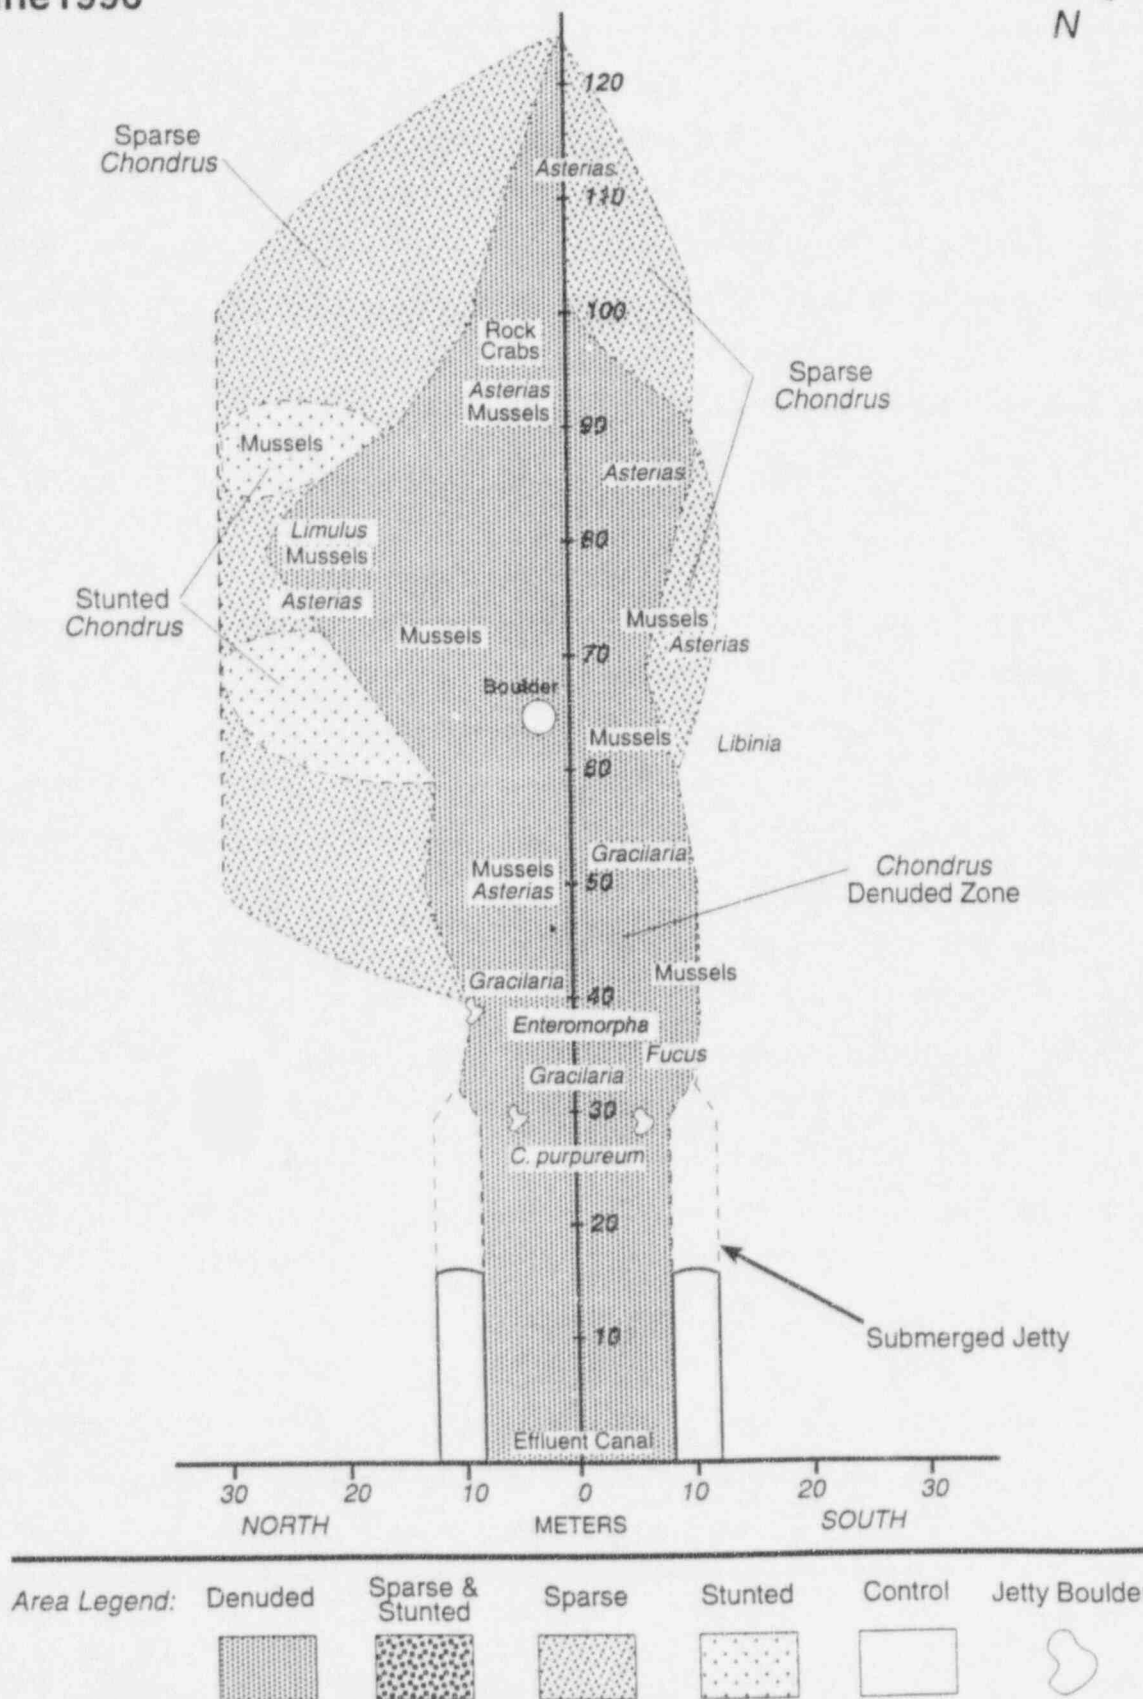 1996
N
120
Sparse
Chondrus
Asterias
110
100
Rock
Crabs
Sparse
Chondrus
Asterias
Mussels
90
Mussels
Asterias
Limulus
Mussels
80
Stunted
Chondrus
Asterias
Mussels
Mussels
Asterias
70
Boulder
Mussels
Libinia
60
Gracilaria
Mussels
Asterias
50
Chondrus
Denuded Zone
Mussels
Gracilaria
40
Enteromorpha
Fucus
Gracilaria
30
C. purpureum
20
Submerged Jetty
10
Effluent Canal
30 20 10 0 10 20 30
NORTH METERS SOUTH
Area Legend: Denuded Sparse & Stunted Sparse Stunted Control Jetty